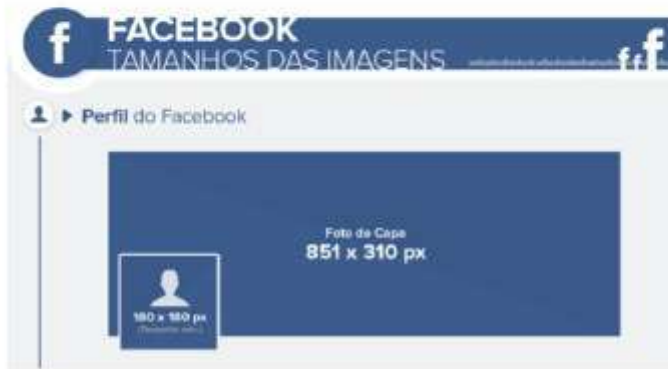 FACEBOOK
TAMANHOS DAS IMAGENS
Perfil do Facebook
Foto de Capa
851 x 310 px
180 x 180 px